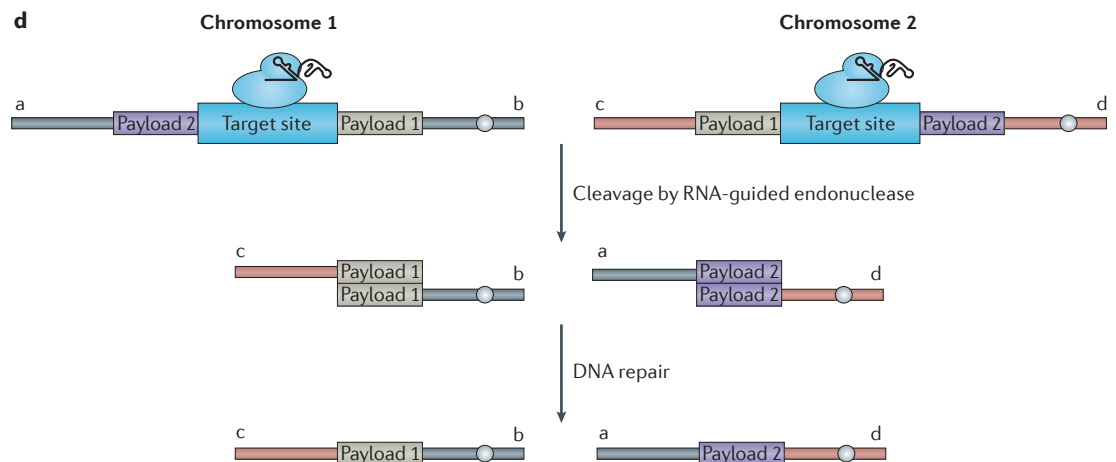 d
Chromosome 1
Chromosome 2
a
b
c
d
Payload 2
Target site
Payload 1
Payload 1
Target site
Payload 2
Cleavage by RNA-guided endonuclease
c
a
Payload 1
b
Payload 2
d
Payload 1
Payload 2
DNA repair
c
b
a
d
Payload 1
Payload 2